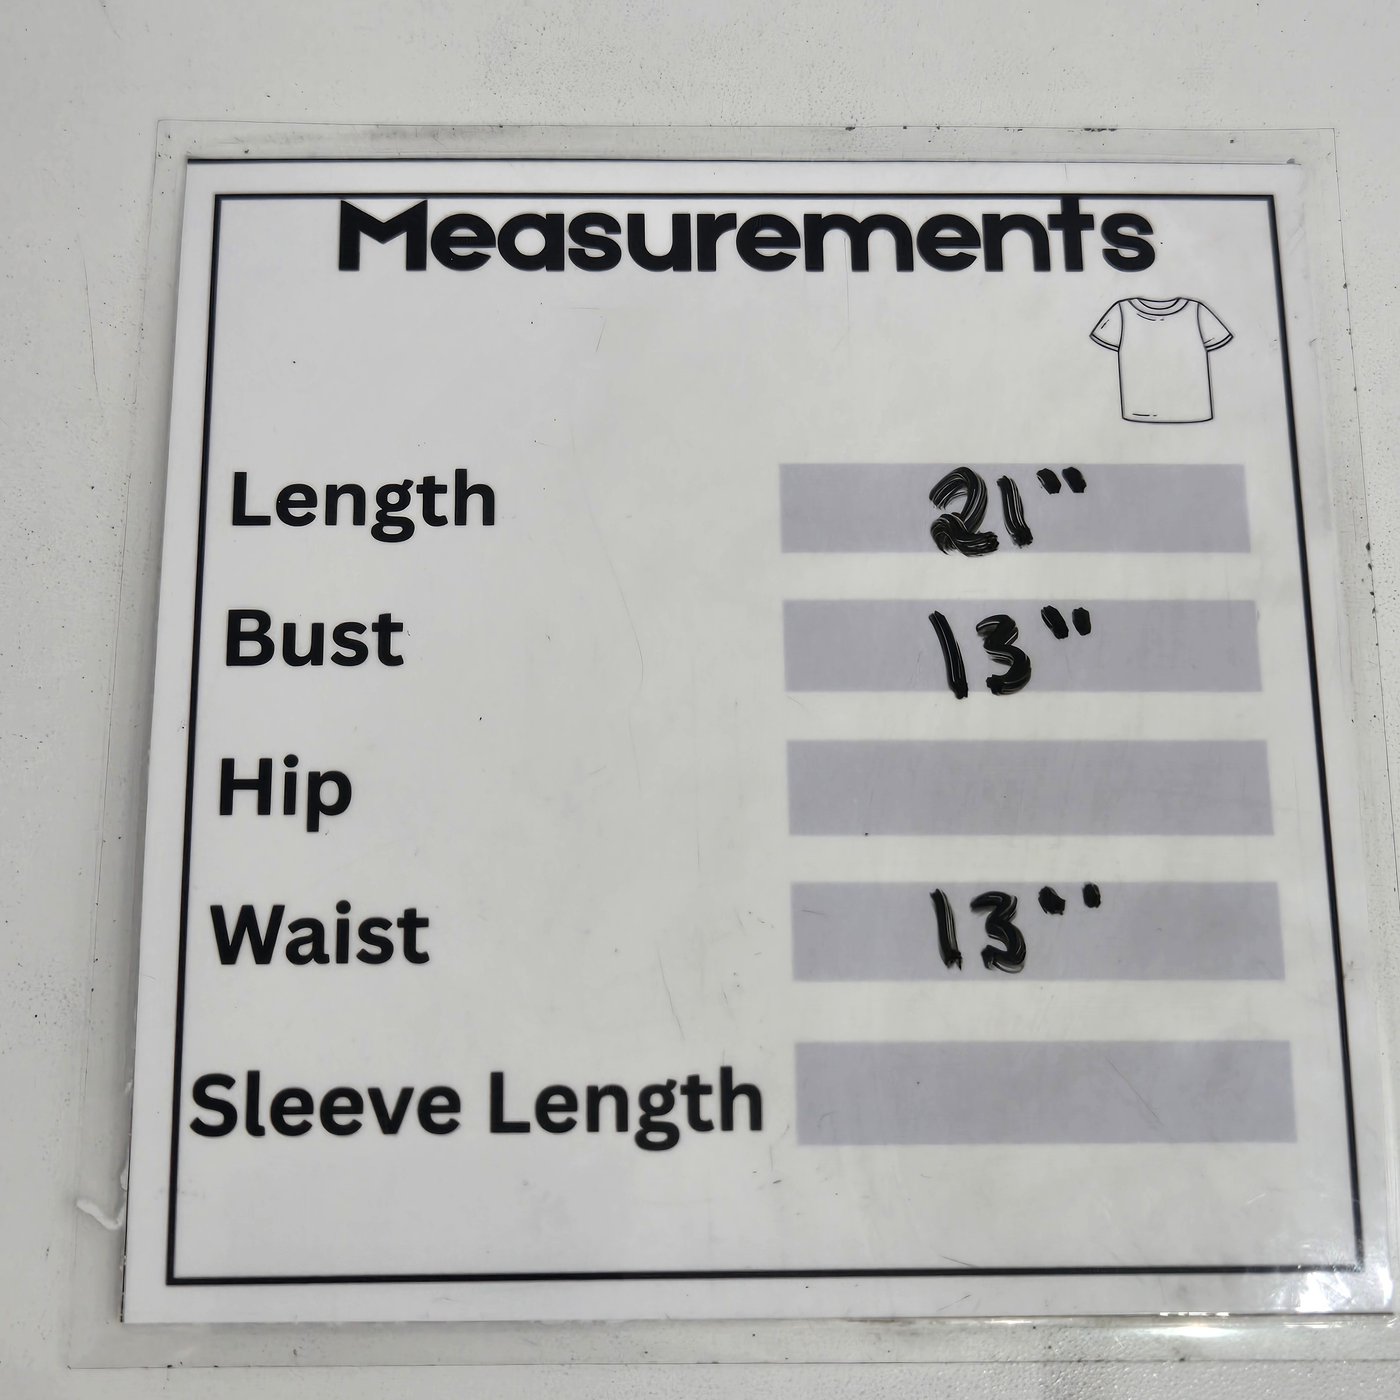 Measurements
Length 21"
Bust 13"
Hip
Waist 13"
Sleeve Length